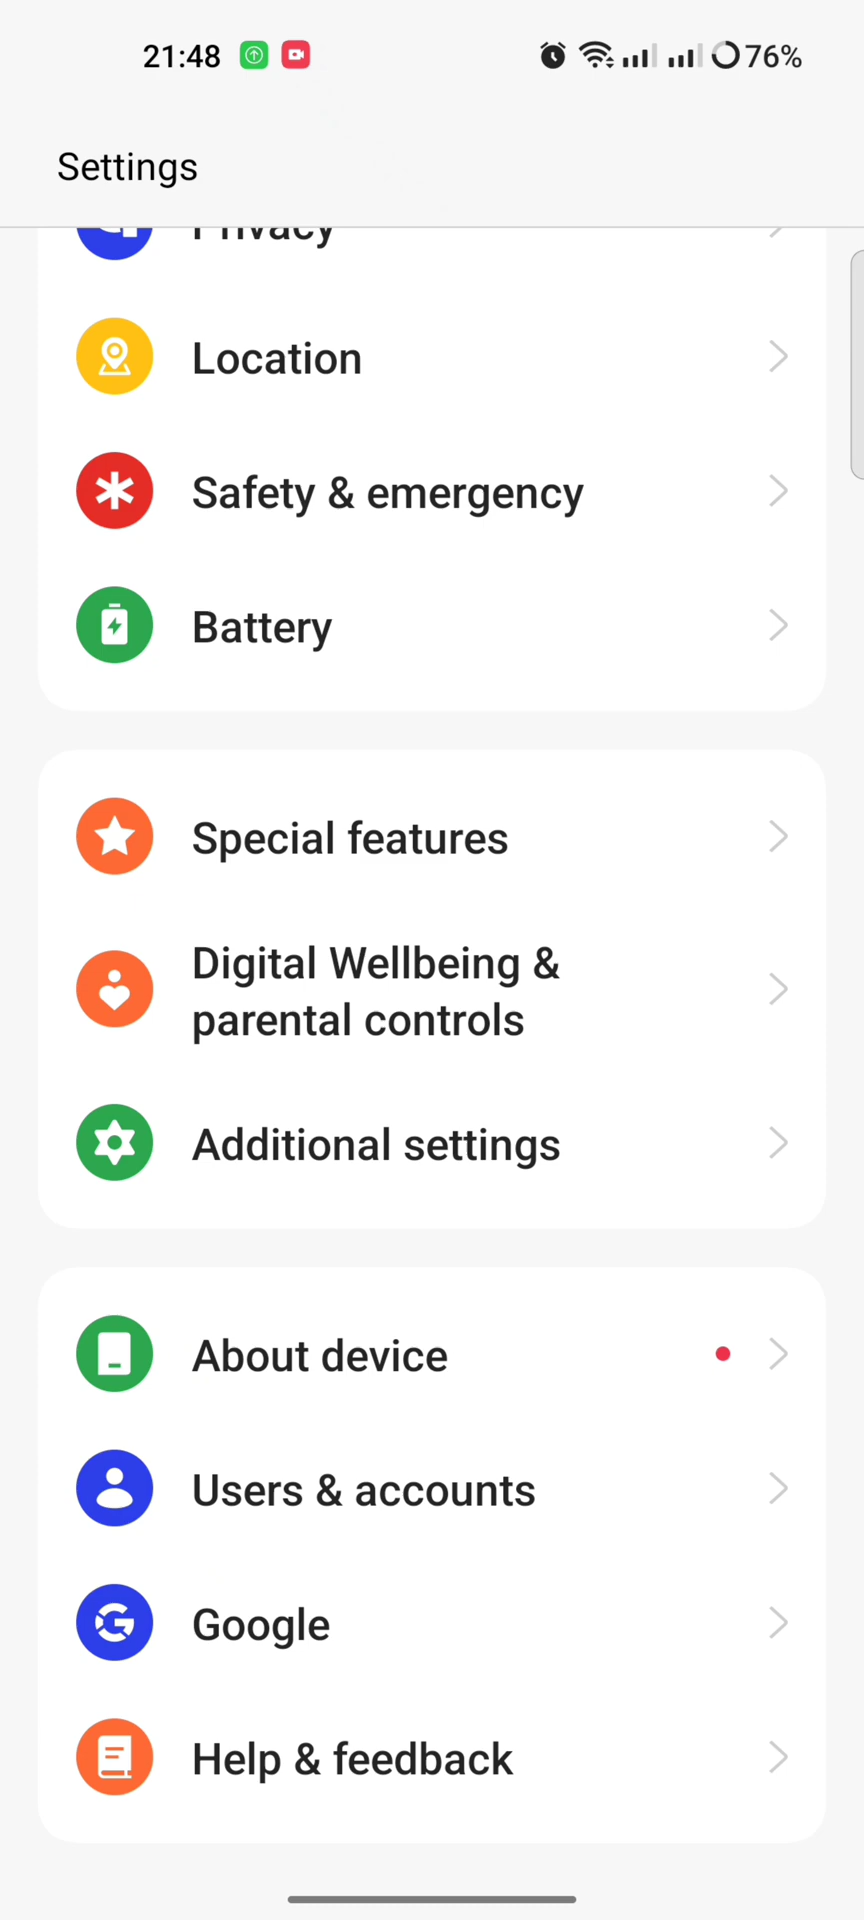 21:48 76%
Settings
Privacy
Location
Safety & emergency
Battery
Special features
Digital Wellbeing &
parental controls
Additional settings
About device
Users & accounts
Google
Help & feedback